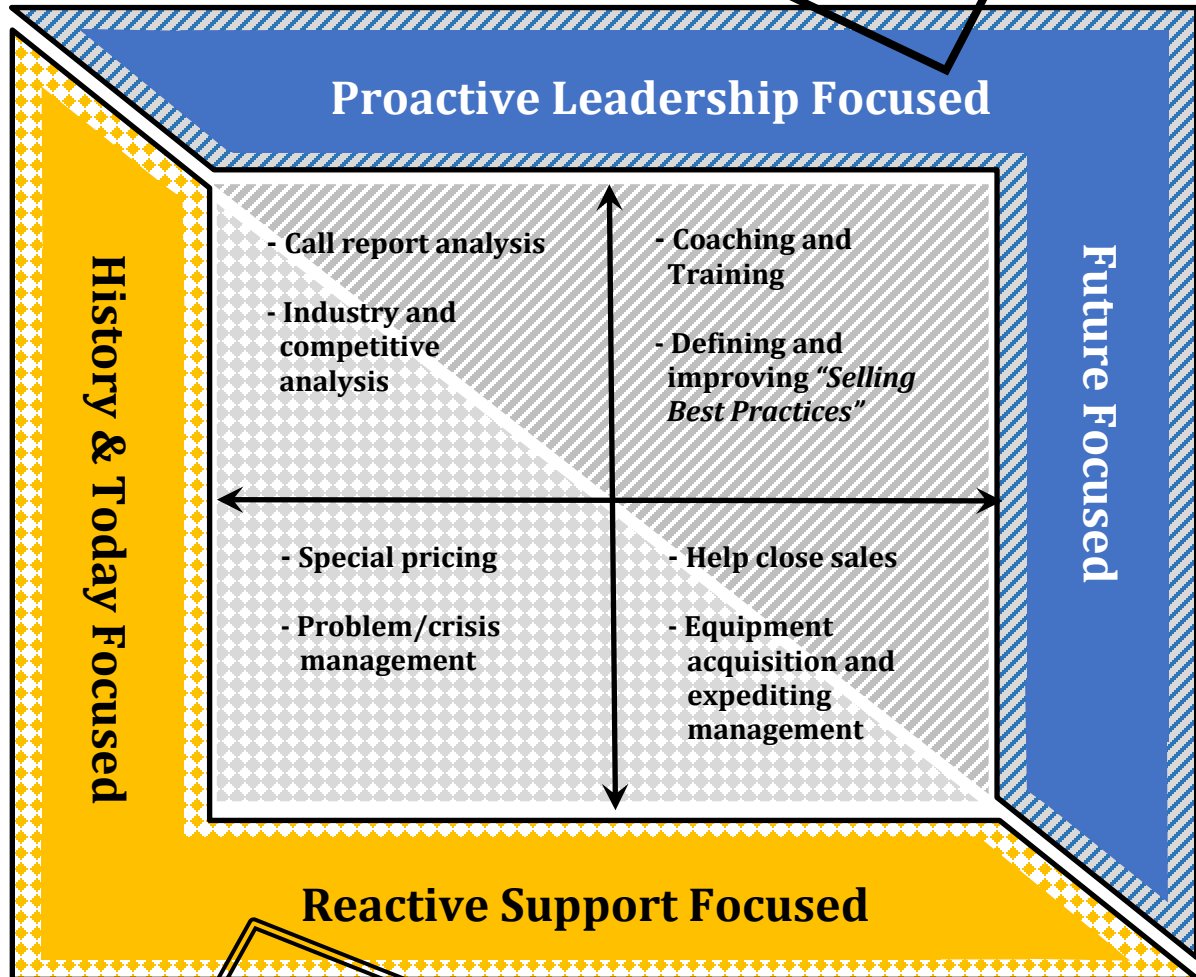 Proactive Leadership Focused
History & Today Focused
- Call report analysis
- Industry and
competitive
analysis
- Coaching and
Training
- Defining and
improving “Selling
Best Practices”
Future Focused
- Special pricing
- Problem/crisis
management
- Help close sales
- Equipment
acquisition and
expediting
management
Reactive Support Focused